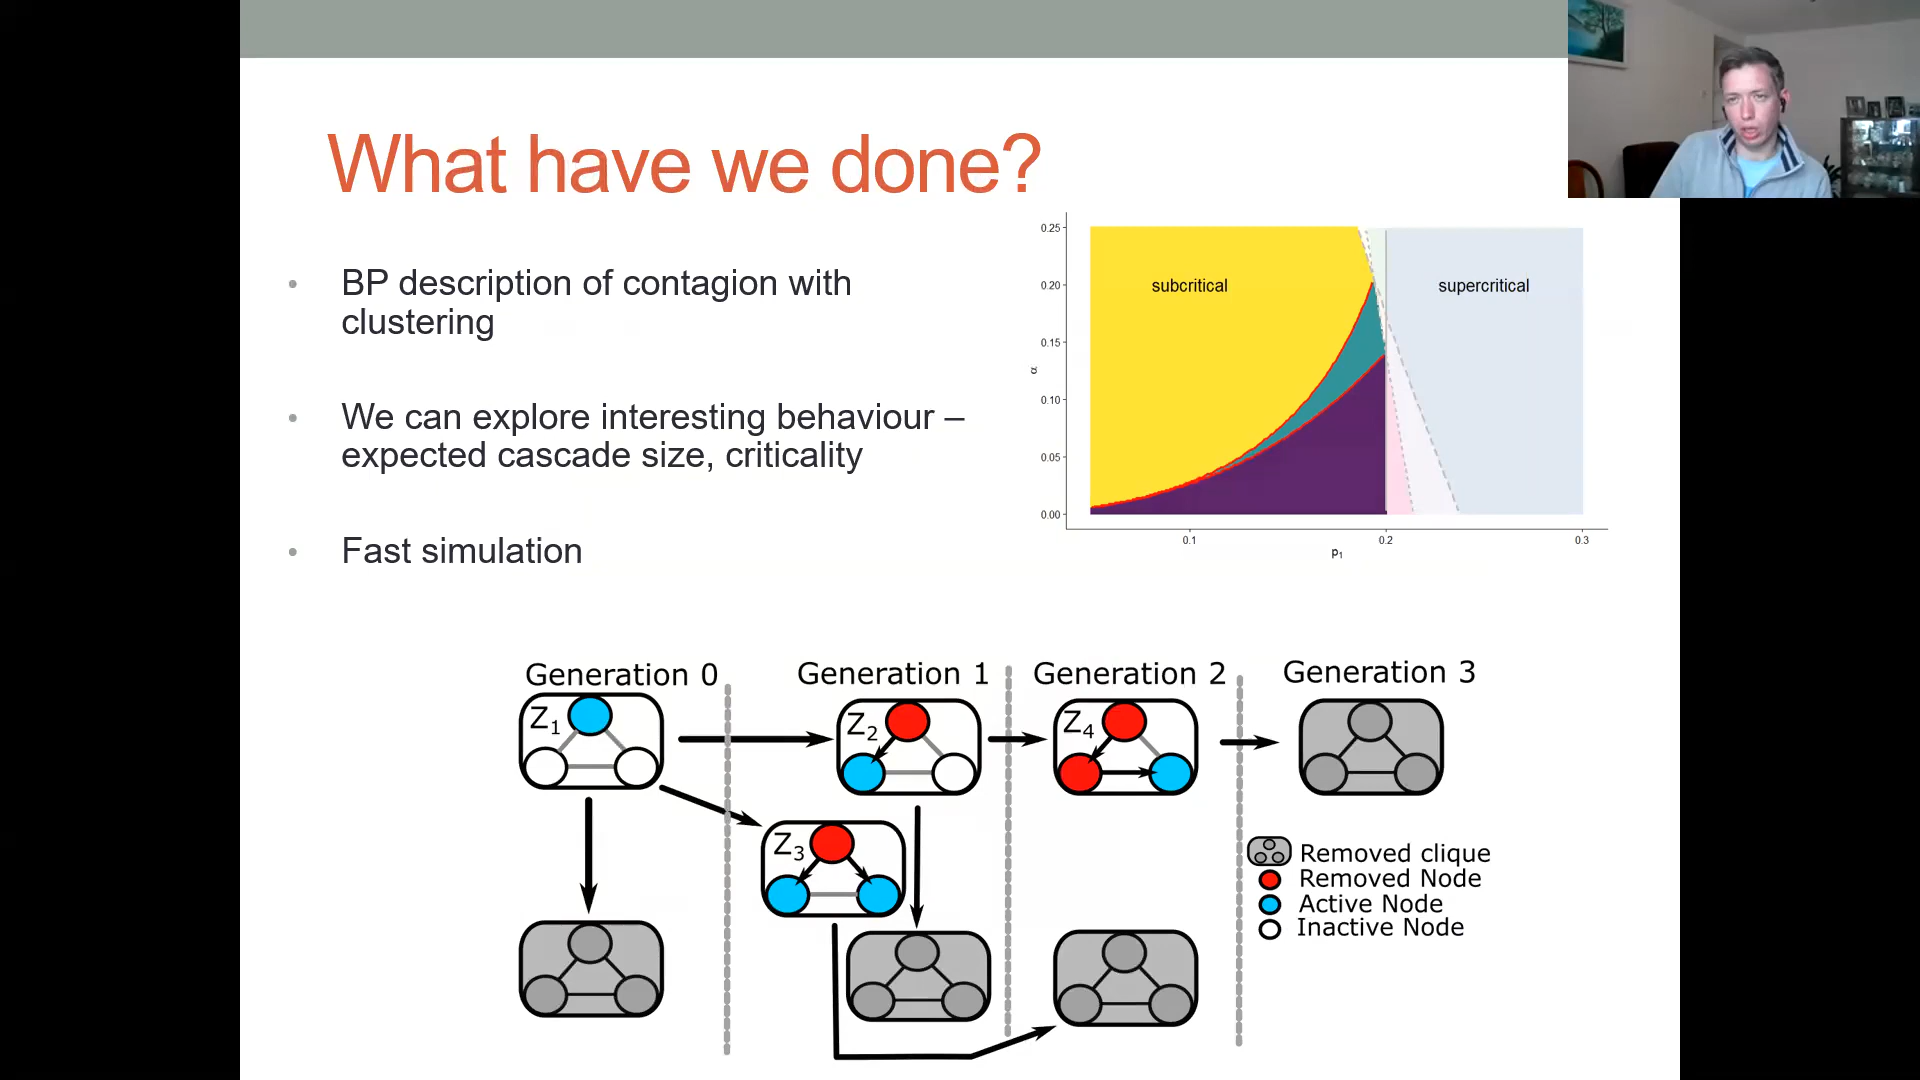 What have we done?
• BP description of contagion with
clustering
• We can explore interesting behaviour –
expected cascade size, criticality
• Fast simulation
0.25
0.20
0.15
0.10
0.05
0.00
α
subcritical
supercritical
0.1 0.2 0.3
p₁
Generation 0 Generation 1 Generation 2 Generation 3
Z₁ Z₂ Z₄
Z₃
Removed clique
Removed Node
Active Node
Inactive Node